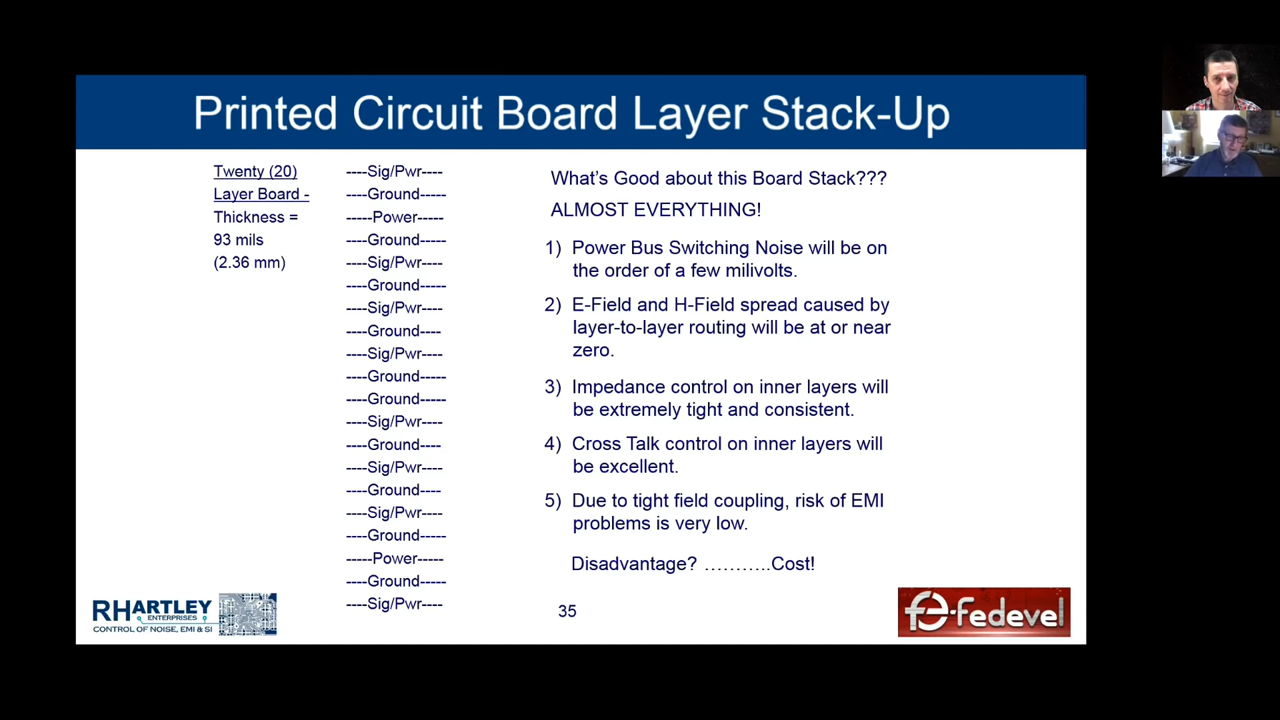 Printed Circuit Board Layer Stack-Up
Twenty (20)
Layer Board -
Thickness =
93 mils
(2.36 mm)
----Sig/Pwr----
----Ground-----
-----Power-----
----Ground-----
----Sig/Pwr----
----Ground-----
----Sig/Pwr----
----Ground----
----Sig/Pwr----
----Ground-----
----Ground-----
----Sig/Pwr----
----Ground----
----Sig/Pwr----
----Ground----
----Sig/Pwr----
----Ground-----
-----Power-----
----Ground-----
----Sig/Pwr----
What's Good about this Board Stack???
ALMOST EVERYTHING!
1) Power Bus Switching Noise will be on
the order of a few milivolts.
2) E-Field and H-Field spread caused by
layer-to-layer routing will be at or near
zero.
3) Impedance control on inner layers will
be extremely tight and consistent.
4) Cross Talk control on inner layers will
be excellent.
5) Due to tight field coupling, risk of EMI
problems is very low.
Disadvantage? ………..Cost!
RHARTLEY
ENTERPRISES
CONTROL OF NOISE, EMI & SI
35
fedevel